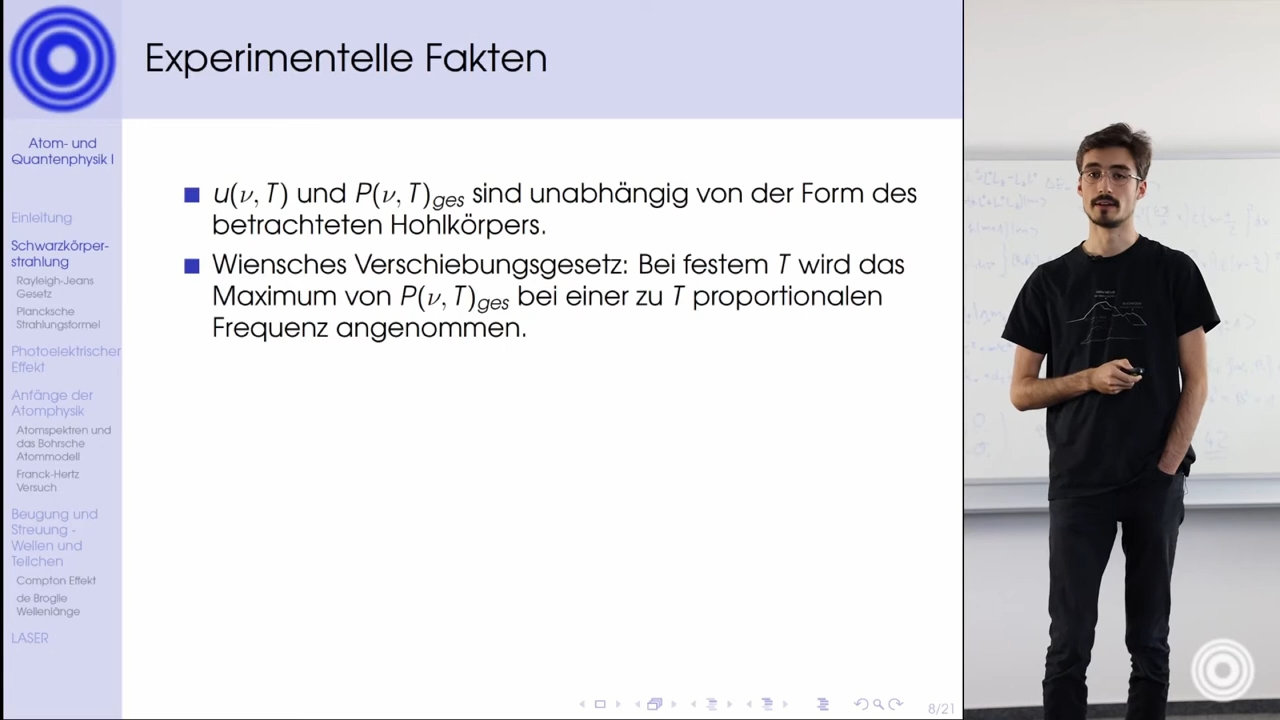 Experimentelle Fakten
Atom- und
Quantenphysik I
Einleitung
Schwarzkörper-
strahlung
Rayleigh-Jeans
Gesetz
Plancksche
Strahlungsformel
Photoelektrischer
Effekt
Anfänge der
Atomphysik
Atomspektren und
das Bohrsche
Atommodell
Franck-Hertz
Versuch
Beugung und
Streuung -
Wellen und
Teilchen
Compton Effekt
de Broglie
Wellenlänge
LASER
u(ν, T) und P(ν, T)ges sind unabhängig von der Form des
betrachteten Hohlkörpers.
Wiensches Verschiebungsgesetz: Bei festem T wird das
Maximum von P(ν, T)ges bei einer zu T proportionalen
Frequenz angenommen.
8/21